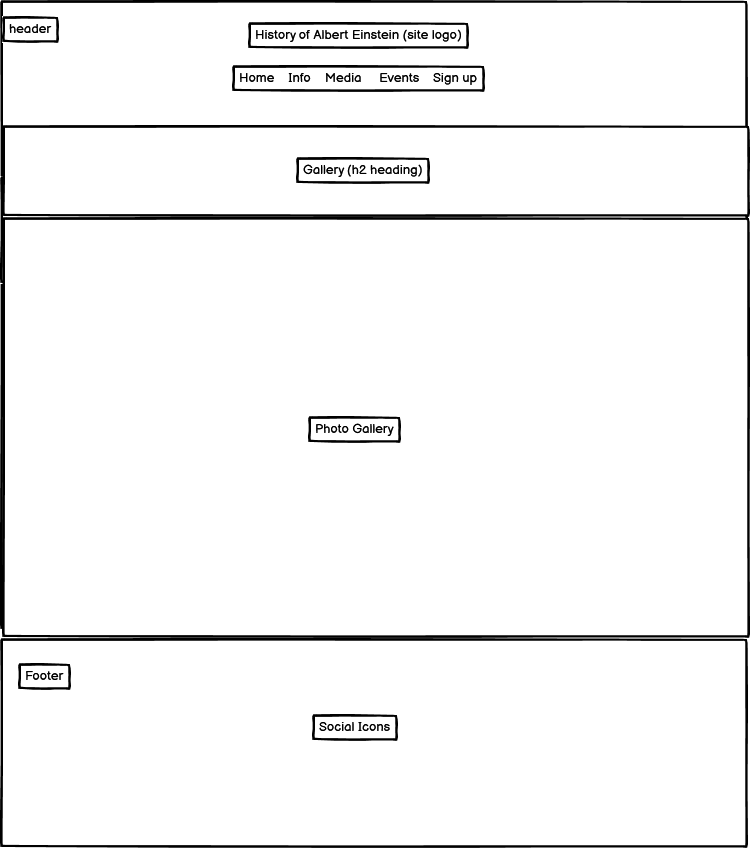 header
History of Albert Einstein (site logo)
Home Info Media Events Sign up
Gallery (h2 heading)
Photo Gallery
Footer
Social Icons